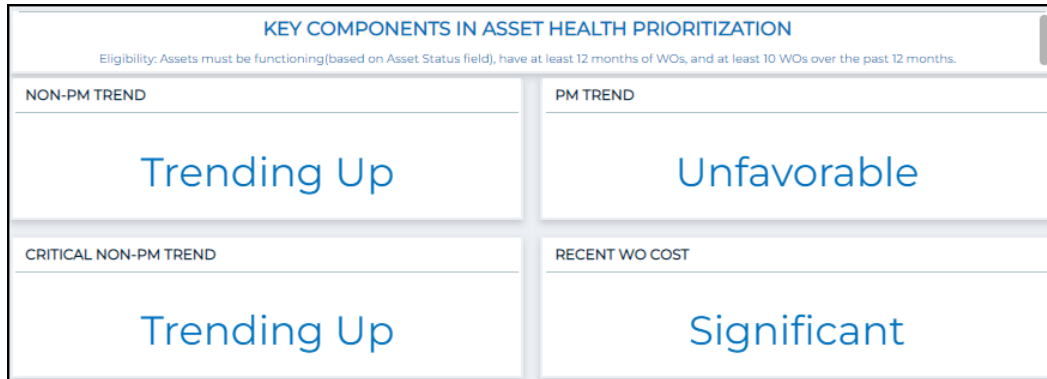 KEY COMPONENTS IN ASSET HEALTH PRIORITIZATION
Eligibility: Assets must be functioning(based on Asset Status field), have at least 12 months of WOs, and at least 10 WOs over the past 12 months.
NON-PM TREND
Trending Up
PM TREND
Unfavorable
CRITICAL NON-PM TREND
Trending Up
RECENT WO COST
Significant